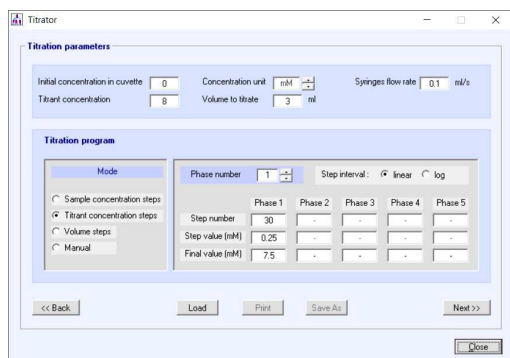 Titrator
Titration parameters
Initial concentration in cuvette 0 Concentration unit mM Syringes flow rate 0.1 ml/s
Titrant concentration 8 Volume to titrate 3 ml
Titration program
Mode
Sample concentration steps
Titrant concentration steps
Volume steps
Manual
Phase number 1 Step interval : linear log
Phase 1 Phase 2 Phase 3 Phase 4 Phase 5
Step number 30 - - - -
Step value (mM) 0.25 - - - -
Final value (mM) 7.5 - - - -
<< Back Load Print Save As Next >>
Close